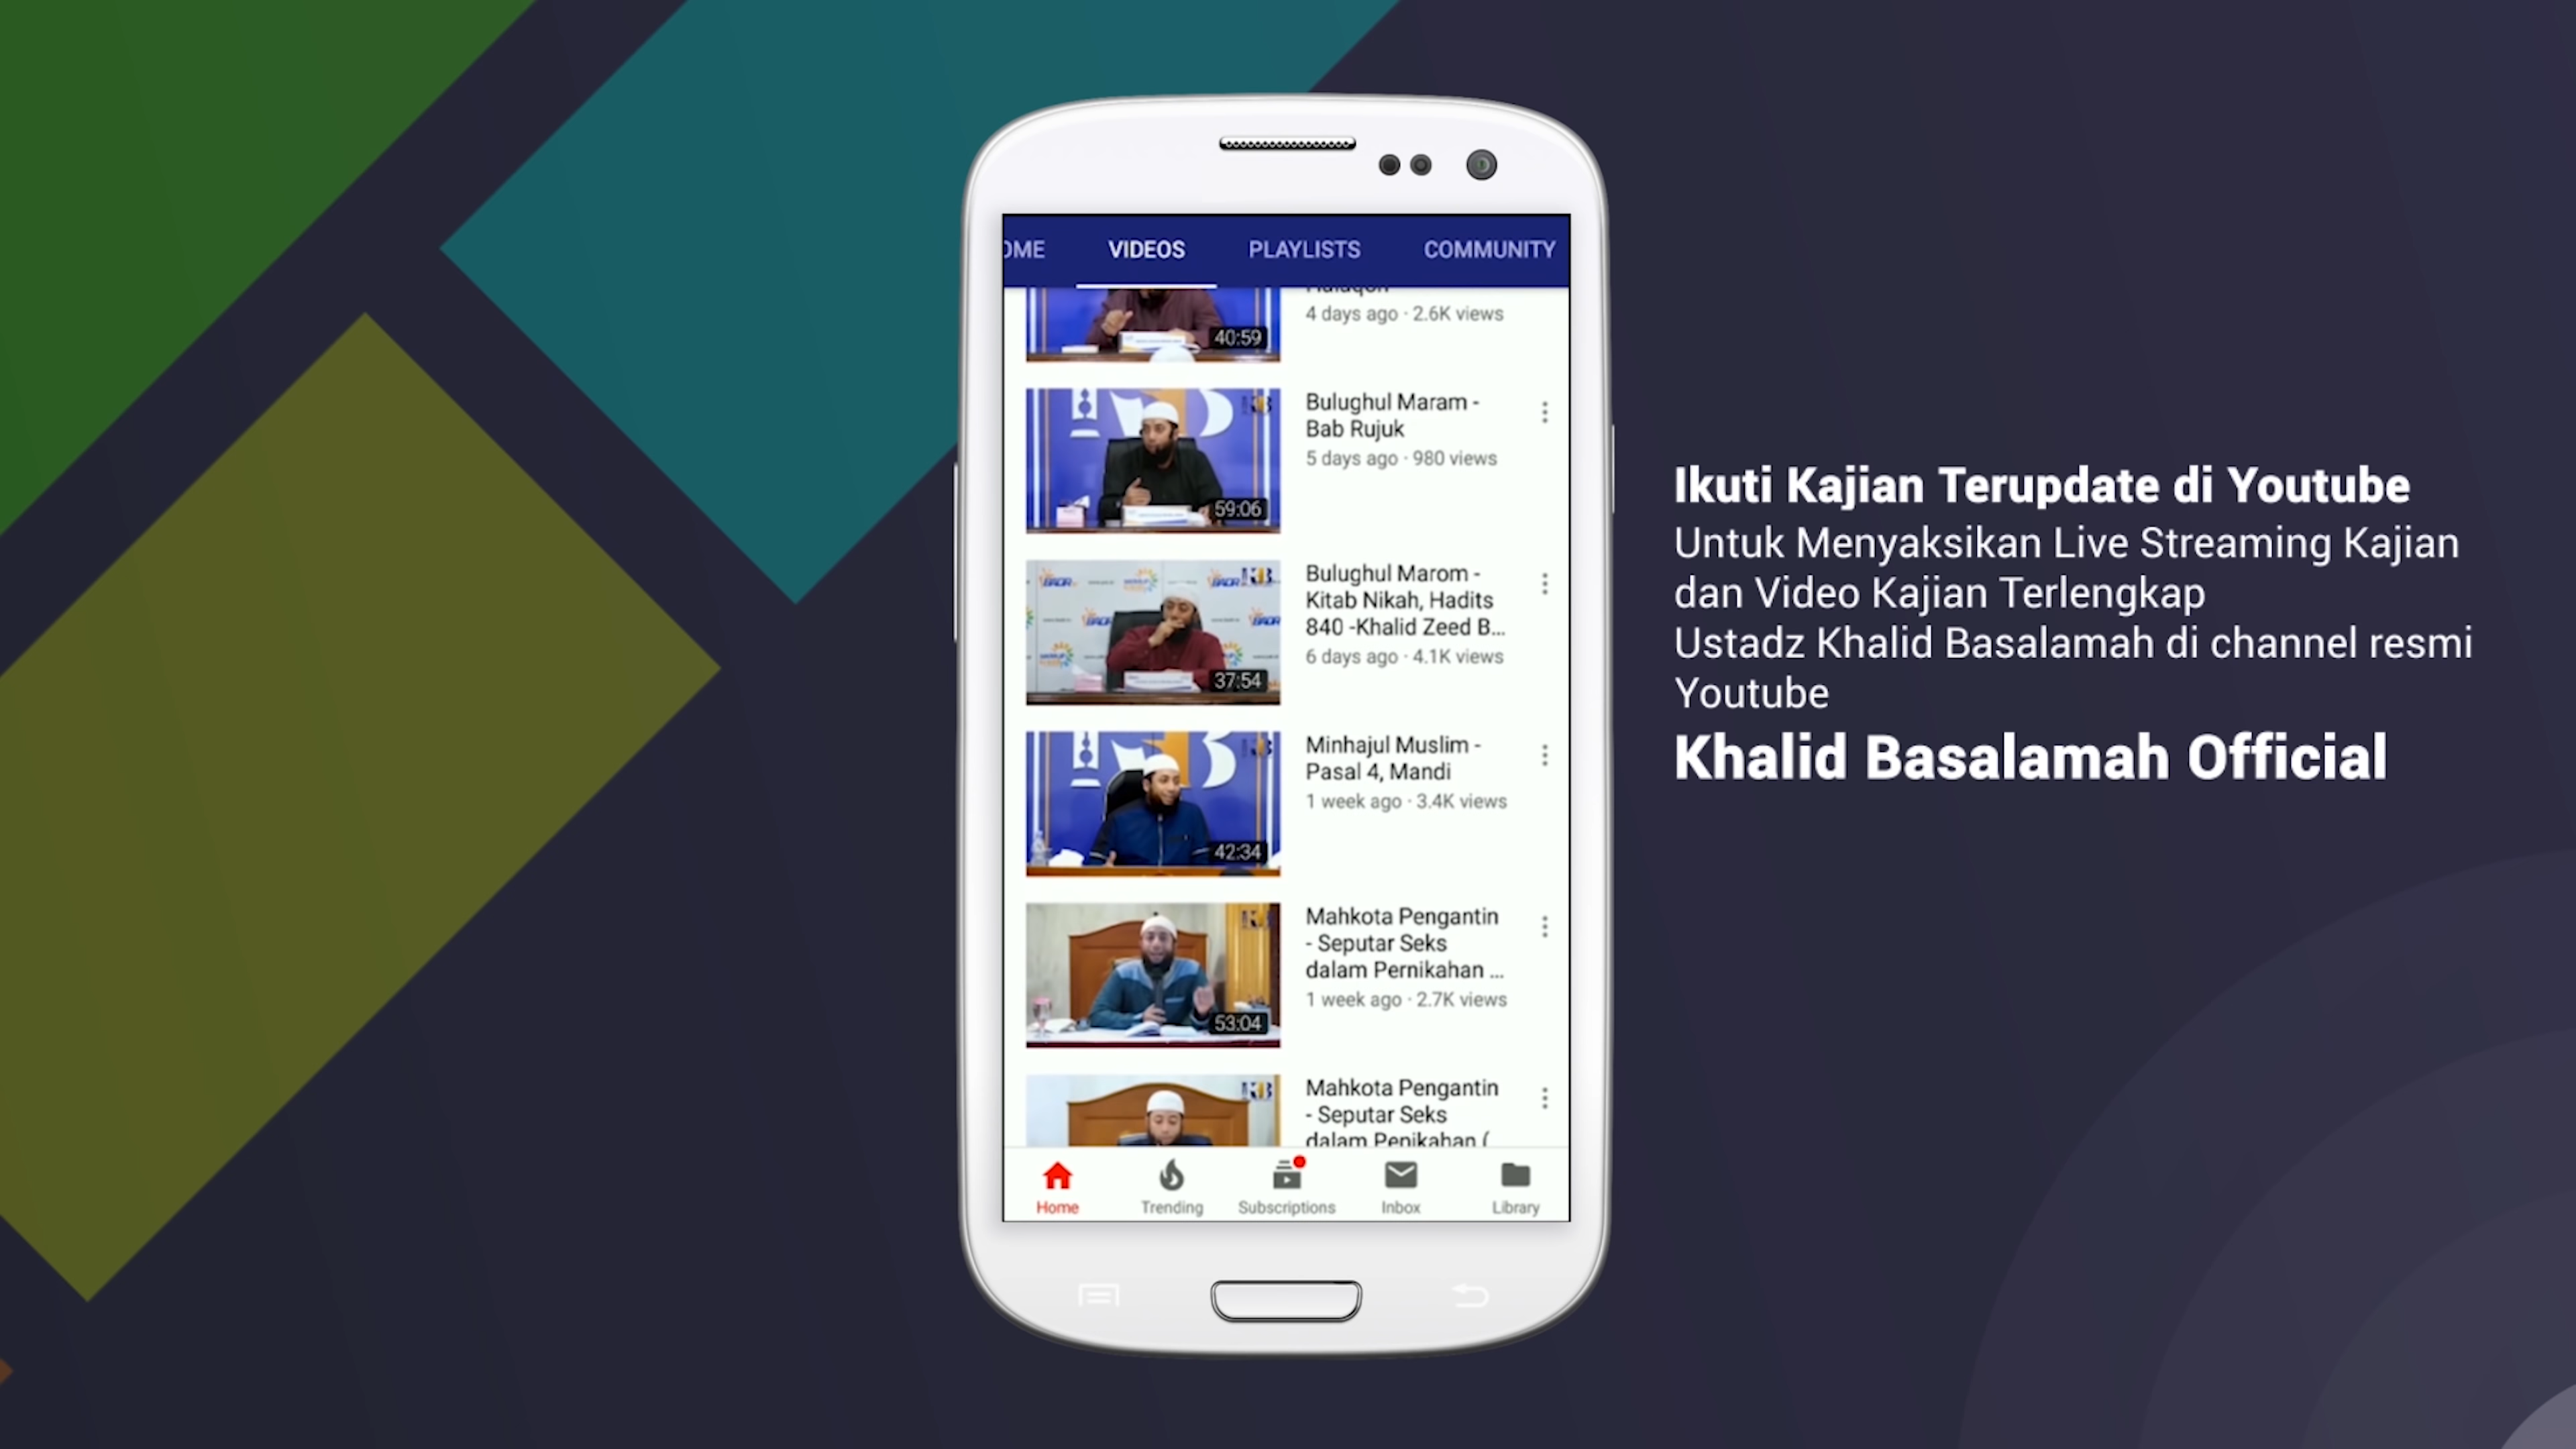 OME VIDEOS PLAYLISTS COMMUNITY
4 days ago · 2.6K views
40:59
Bulughul Maram -
Bab Rujuk
5 days ago · 980 views
59:06
Bulughul Marom -
Kitab Nikah, Hadits
840 -Khalid Zeed B...
6 days ago · 4.1K views
37:54
Minhajul Muslim -
Pasal 4, Mandi
1 week ago · 3.4K views
42:34
Mahkota Pengantin
- Seputar Seks
dalam Pernikahan ...
1 week ago · 2.7K views
53:04
Mahkota Pengantin
- Seputar Seks
dalam Penikahan (
Home Trending Subscriptions Inbox Library
Ikuti Kajian Terupdate di Youtube
Untuk Menyaksikan Live Streaming Kajian
dan Video Kajian Terlengkap
Ustadz Khalid Basalamah di channel resmi
Youtube
Khalid Basalamah Official